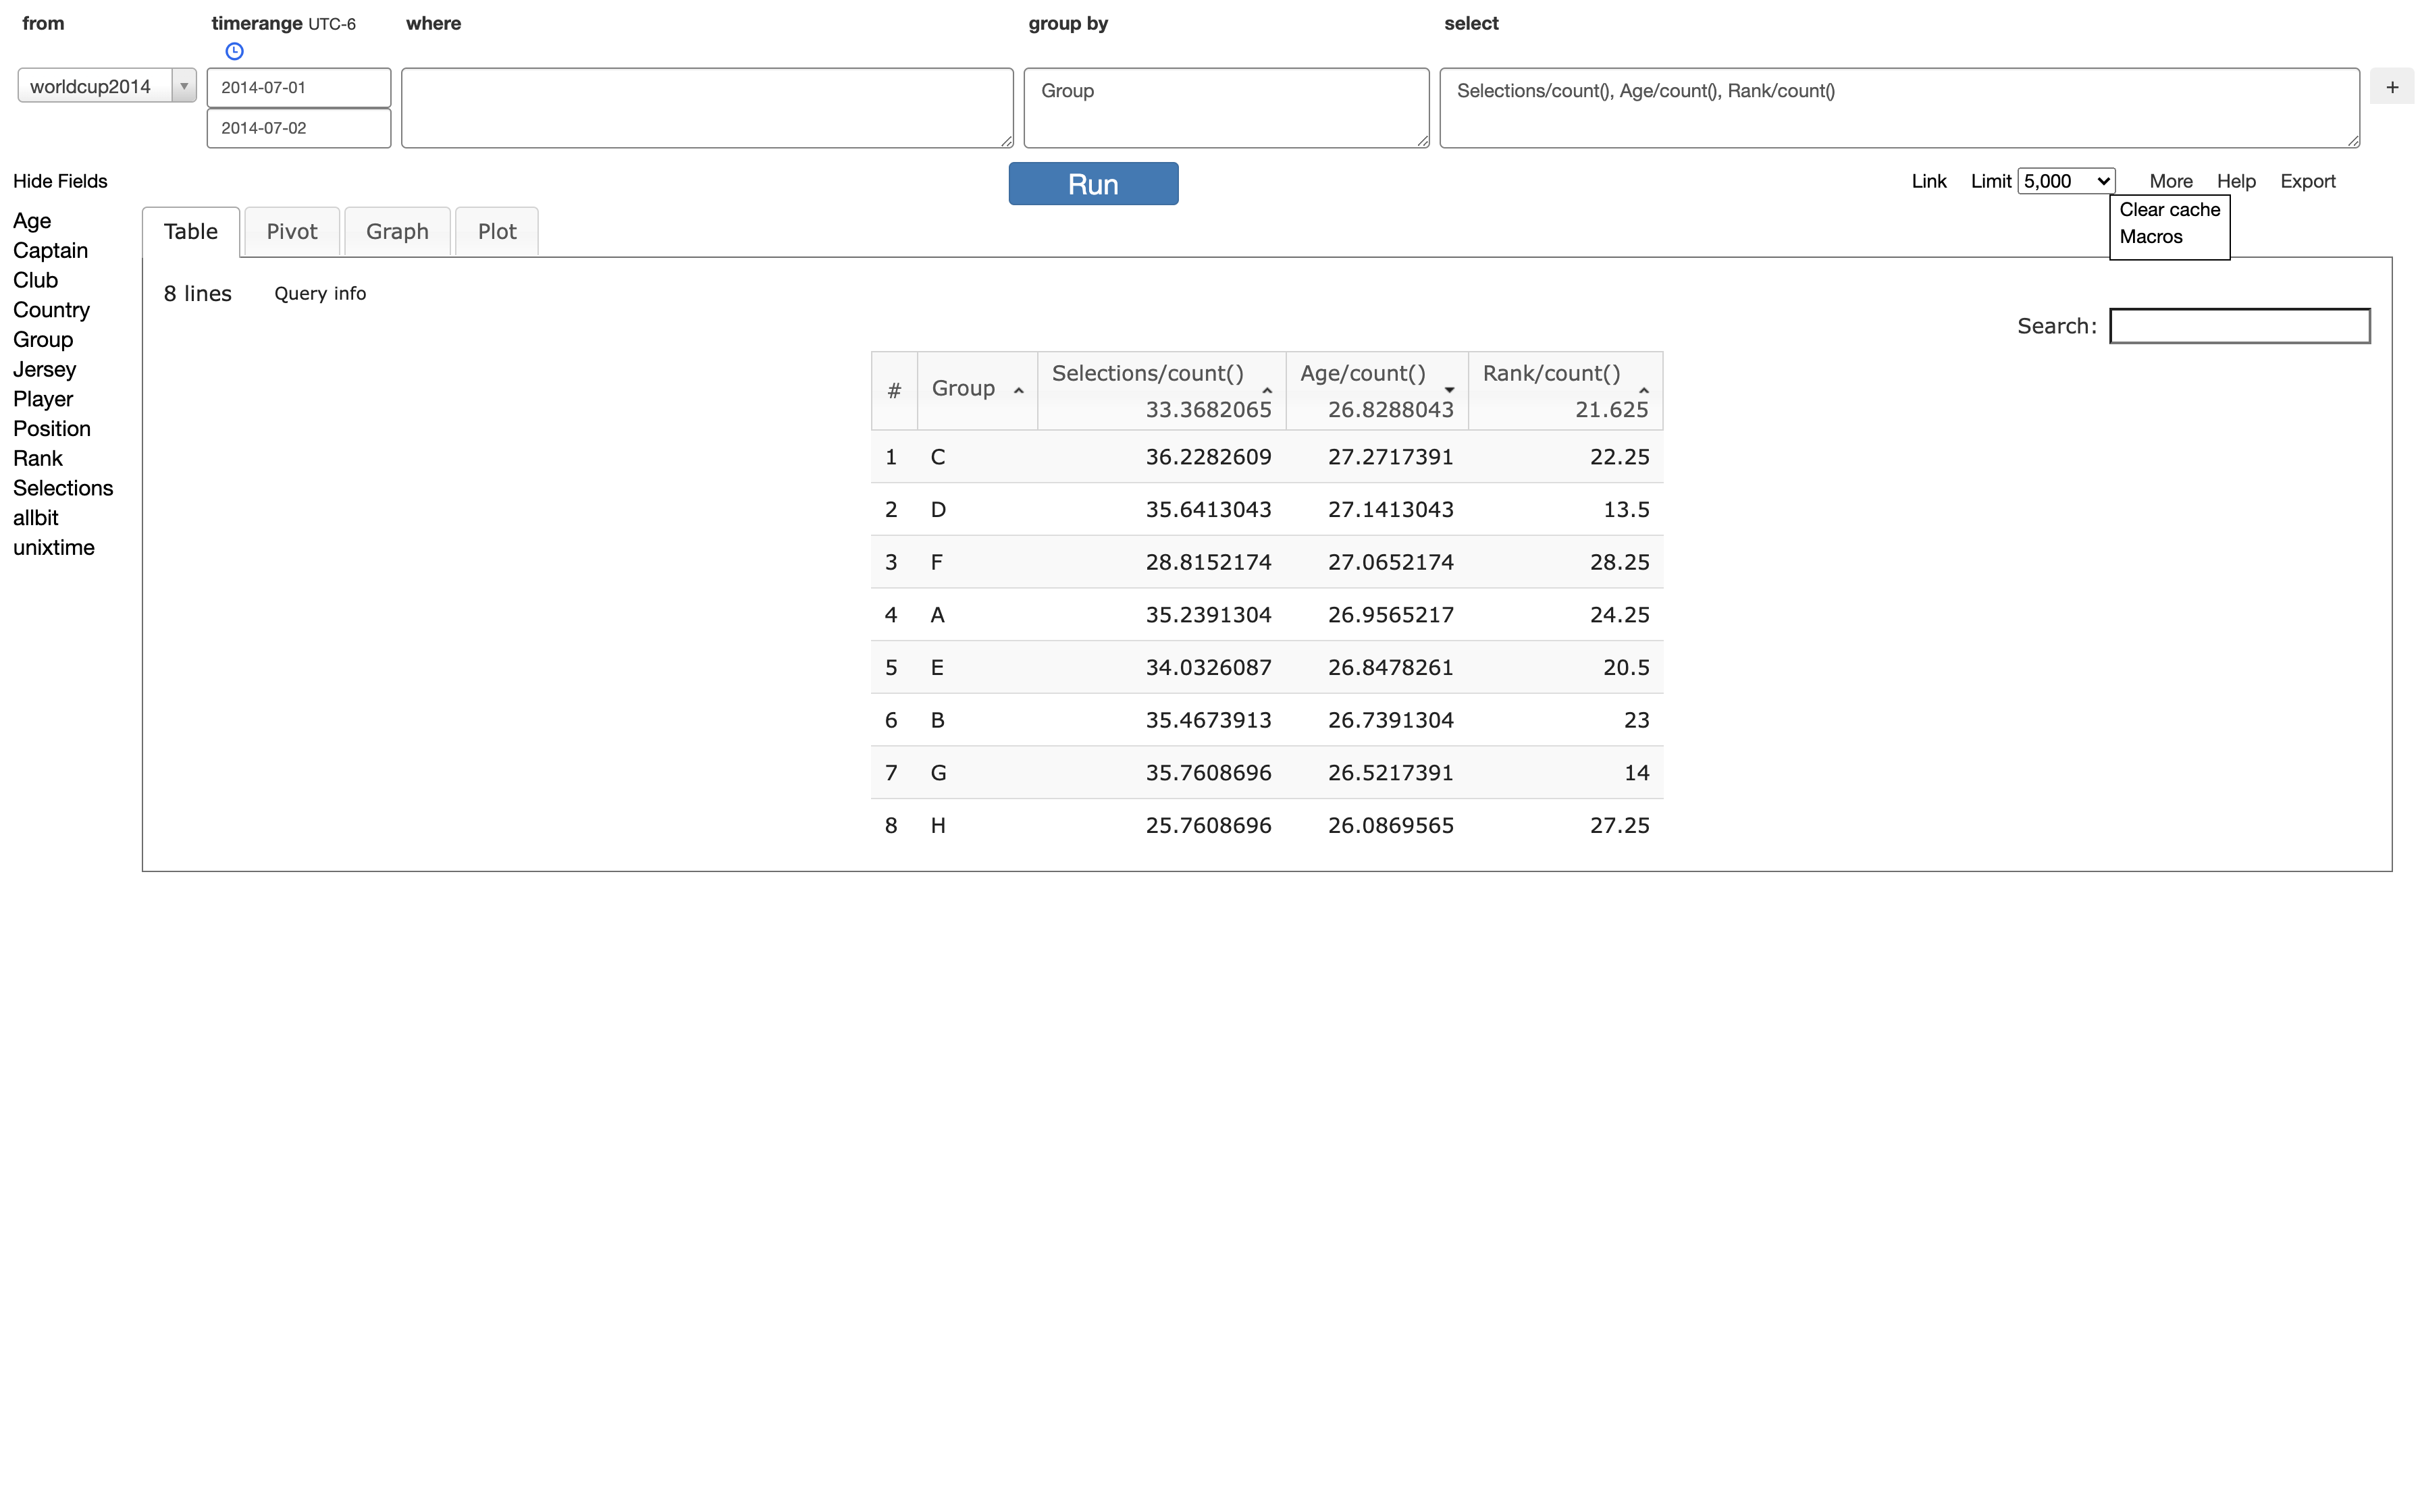 from timerange UTC-6 where group by select
worldcup2014 2014-07-01 Group Selections/count(), Age/count(), Rank/count() +
2014-07-02
Hide Fields Run Link Limit 5,000 More Help Export
Clear cache
Macros
Age
Captain
Club
Country
Group
Jersey
Player
Position
Rank
Selections
allbit
unixtime
Table Pivot Graph Plot
8 lines Query info
Search:
# Group Selections/count() Age/count() Rank/count()
33.3682065 26.8288043 21.625
1 C 36.2282609 27.2717391 22.25
2 D 35.6413043 27.1413043 13.5
3 F 28.8152174 27.0652174 28.25
4 A 35.2391304 26.9565217 24.25
5 E 34.0326087 26.8478261 20.5
6 B 35.4673913 26.7391304 23
7 G 35.7608696 26.5217391 14
8 H 25.7608696 26.0869565 27.25